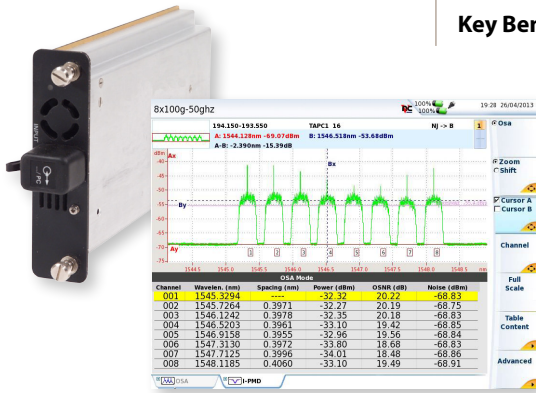 Key Ben
INPUT
PC
8x100g-50ghz
100%
100%
19:28 26/04/2013
194.150-193.550 TAPC1 16 NJ -> B 1
A: 1544.128nm -69.07dBm B: 1546.518nm -53.68dBm
A-B: -2.390nm -15.39dB
dBm
Ax
Bx
By
Ay
-40
-45
-50
-55
-60
-65
-70
-75
1 2 3 4 5 6 7 8
1544.5 1545.0 1545.5 1546.0 1546.5 1547.0 1547.5 1548.0 1548.5 nm
OSA Mode
Channel Wavelen. (nm) Spacing (nm) Power (dBm) OSNR (dB) Noise (dBm)
001 1545.3294 ---- -32.32 20.22 -68.83
002 1545.7264 0.3971 -32.27 20.19 -68.75
003 1546.1242 0.3978 -32.35 20.18 -68.83
004 1546.5203 0.3961 -33.10 19.42 -68.85
005 1546.9158 0.3955 -32.96 19.56 -68.84
006 1547.3130 0.3972 -33.80 18.68 -68.83
007 1547.7125 0.3996 -34.01 18.48 -68.86
008 1548.1185 0.4060 -33.10 19.49 -68.91
OSA
I-PMD
Osa
Zoom
Shift
Cursor A
Cursor B
Channel
Full
Scale
Table
Content
Advanced